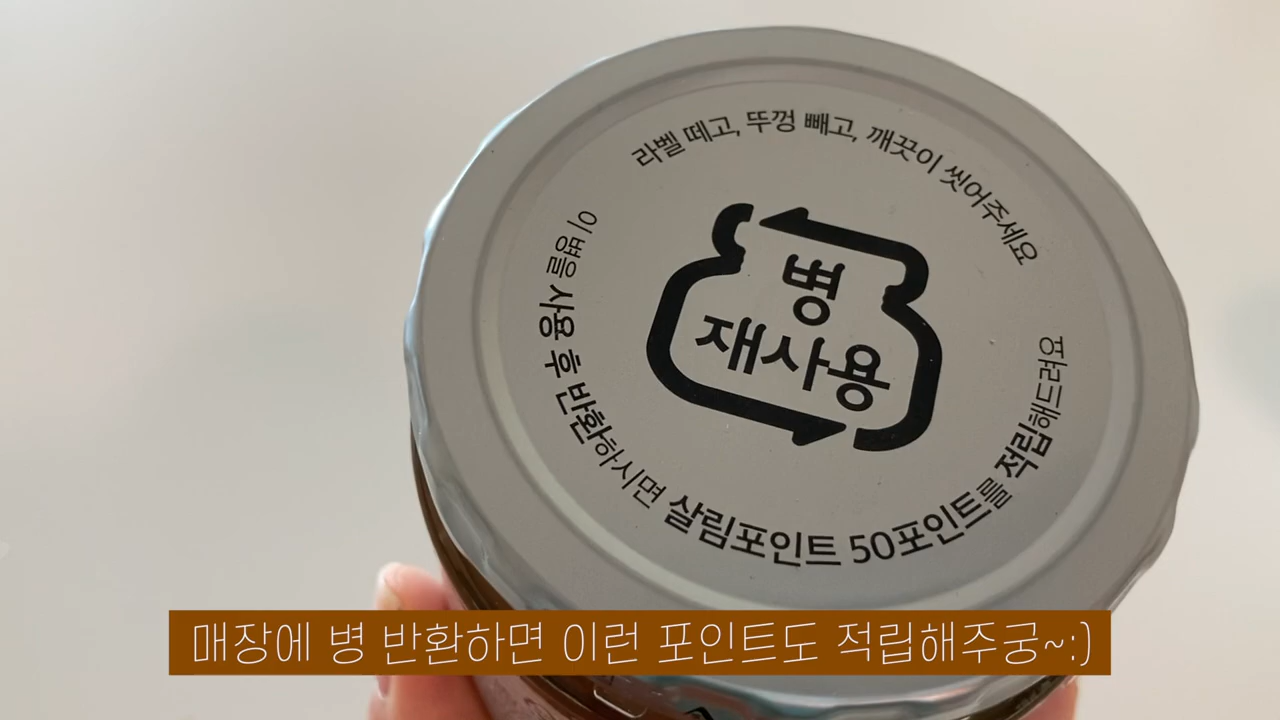 라벨 떼고, 뚜껑 빼고, 깨끗이 씻어주세요
병
재사용
이 병을 사용 후 반환하시면 살림포인트 50포인트를 적립해드려요
매장에 병 반환하면 이런 포인트도 적립해주궁~:)